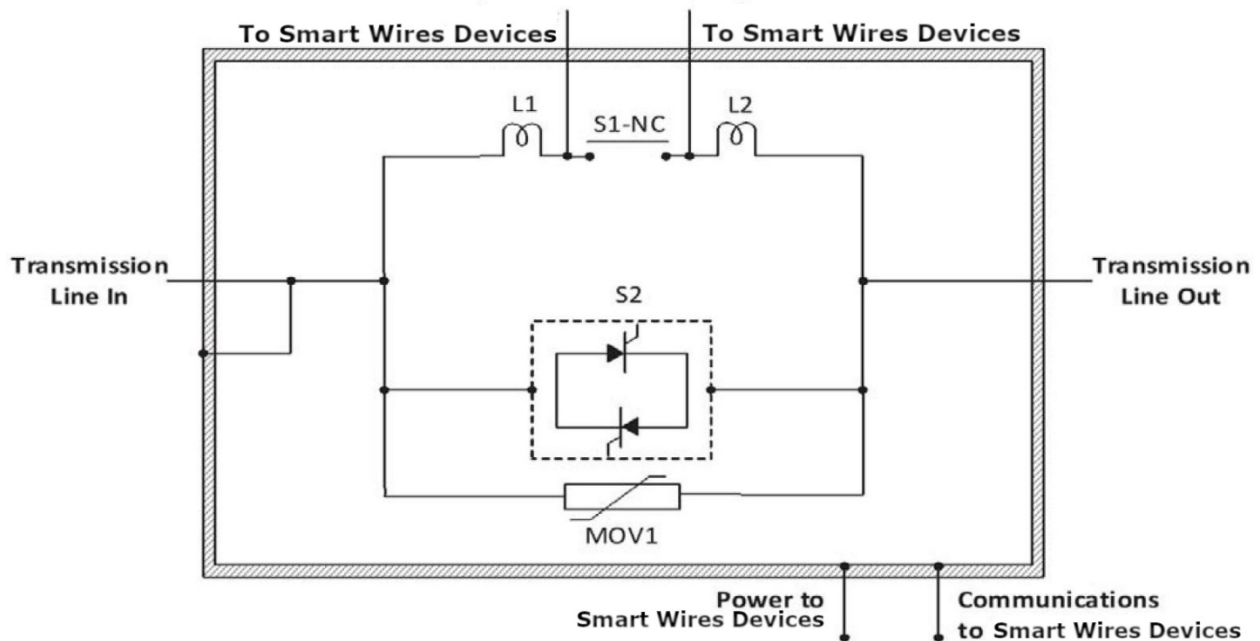 To Smart Wires Devices
To Smart Wires Devices
L1
S1-NC
L2
Transmission
Line In
Transmission
Line Out
S2
MOV1
Power to
Smart Wires Devices
Communications
to Smart Wires Devices